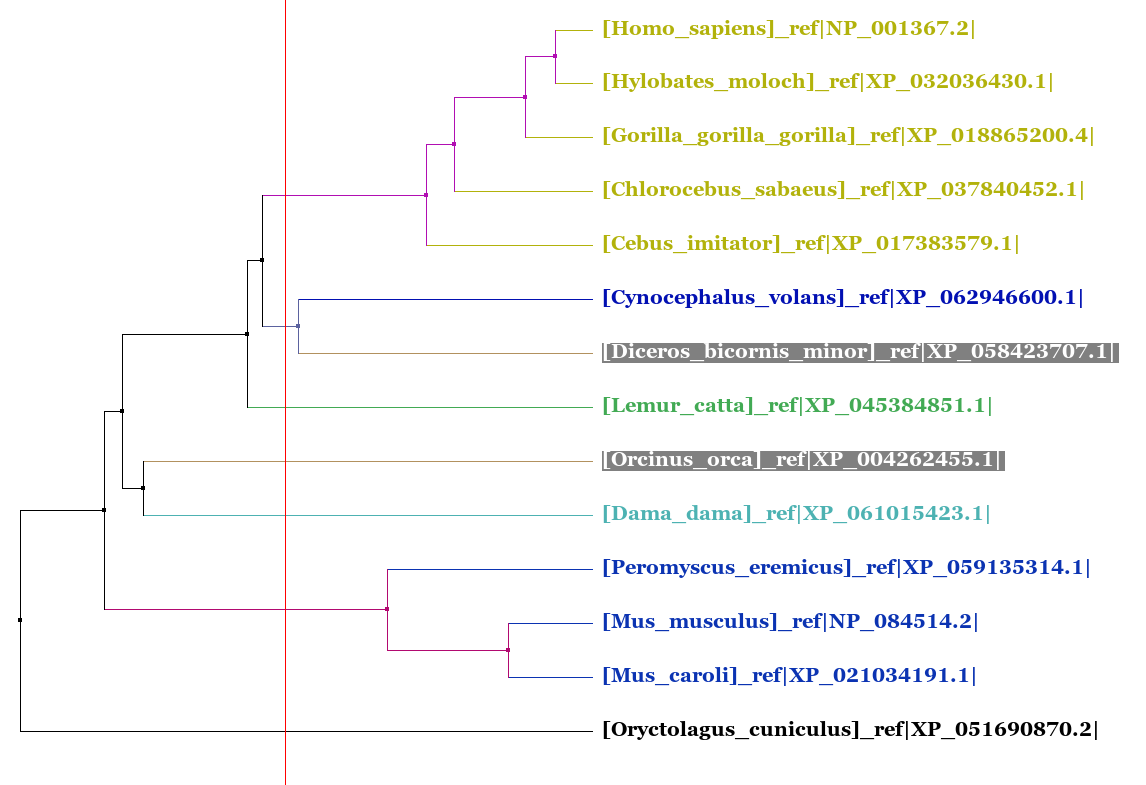 [Homo_sapiens]_ref|NP_001367.2|
[Hylobates_moloch]_ref|XP_032036430.1|
[Gorilla_gorilla_gorilla]_ref|XP_018865200.4|
[Chlorocebus_sabaeus]_ref|XP_037840452.1|
[Cebus_imitator]_ref|XP_017383579.1|
[Cynocephalus_volans]_ref|XP_062946600.1|
[Diceros_bicornis_minor]_ref|XP_058423707.1|
[Lemur_catta]_ref|XP_045384851.1|
[Orcinus_orca]_ref|XP_004262455.1|
[Dama_dama]_ref|XP_061015423.1|
[Peromyscus_eremicus]_ref|XP_059135314.1|
[Mus_musculus]_ref|NP_084514.2|
[Mus_caroli]_ref|XP_021034191.1|
[Oryctolagus_cuniculus]_ref|XP_051690870.2|